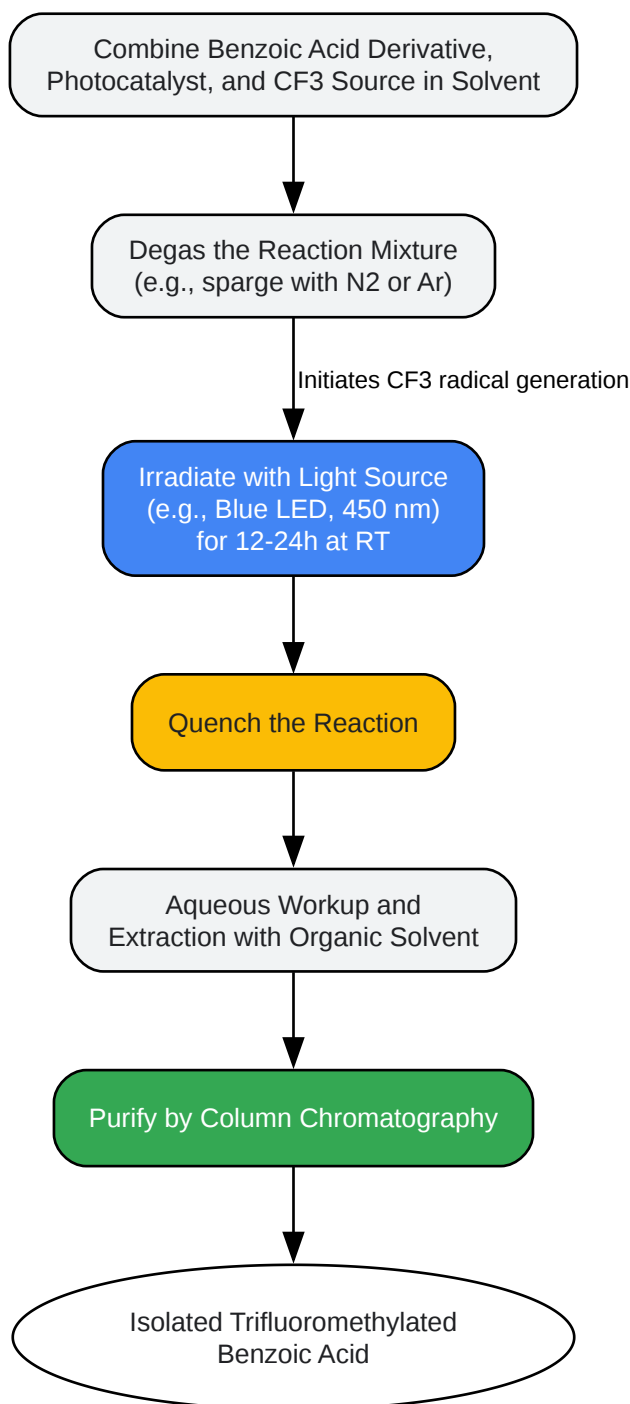 Combine Benzoic Acid Derivative,
Photocatalyst, and CF3 Source in Solvent
Degas the Reaction Mixture
(e.g., sparge with N2 or Ar)
Initiates CF3 radical generation
Irradiate with Light Source
(e.g., Blue LED, 450 nm)
for 12-24h at RT
Quench the Reaction
Aqueous Workup and
Extraction with Organic Solvent
Purify by Column Chromatography
Isolated Trifluoromethylated
Benzoic Acid